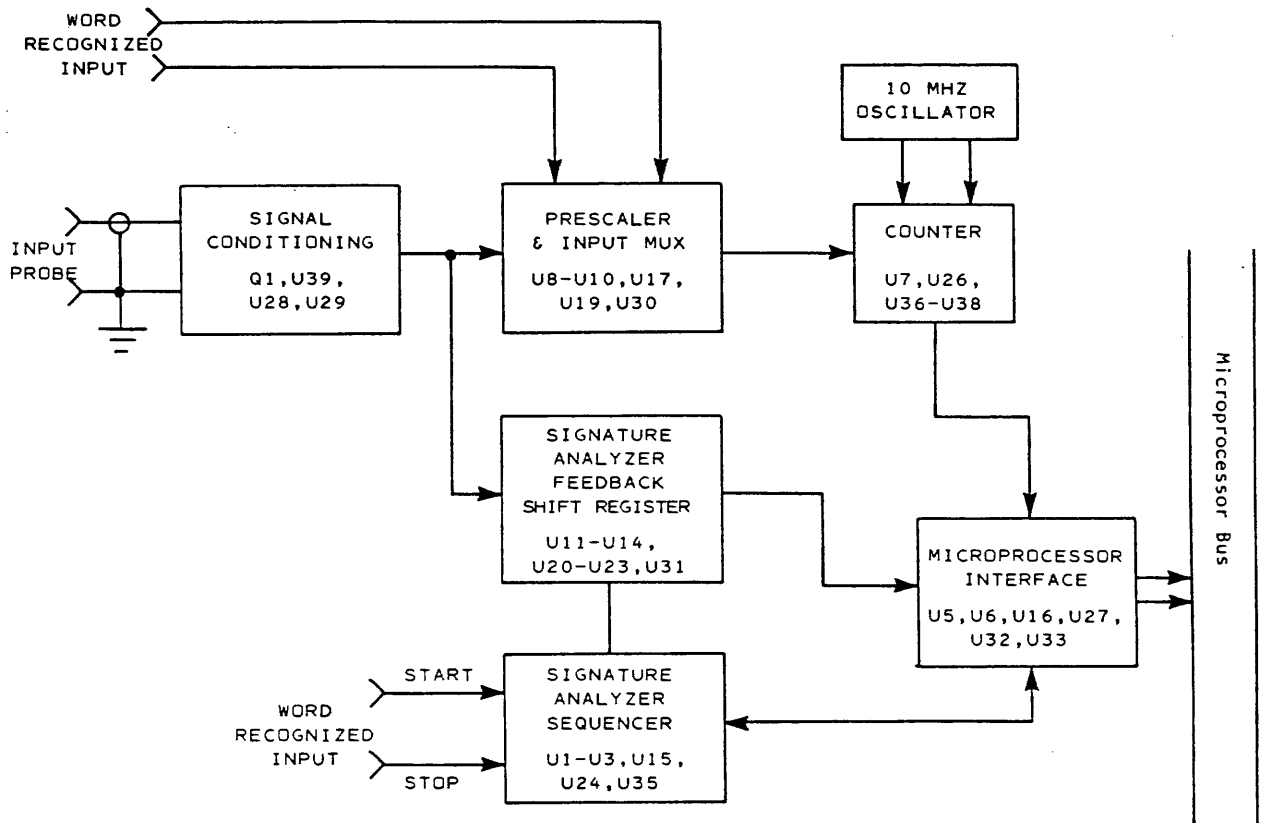 WORD
RECOGNIZED
INPUT
10 MHZ
OSCILLATOR
INPUT
PROBE
SIGNAL
CONDITIONING
Q1,U39,
U28,U29
PRESCALER
& INPUT MUX
U8-U10,U17,
U19,U30
COUNTER
U7,U26,
U36-U38
Microprocessor Bus
SIGNATURE
ANALYZER
FEEDBACK
SHIFT REGISTER
U11-U14,
U20-U23,U31
MICROPROCESSOR
INTERFACE
U5,U6,U16,U27,
U32,U33
WORD
RECOGNIZED
INPUT
START
STOP
SIGNATURE
ANALYZER
SEQUENCER
U1-U3,U15,
U24,U35